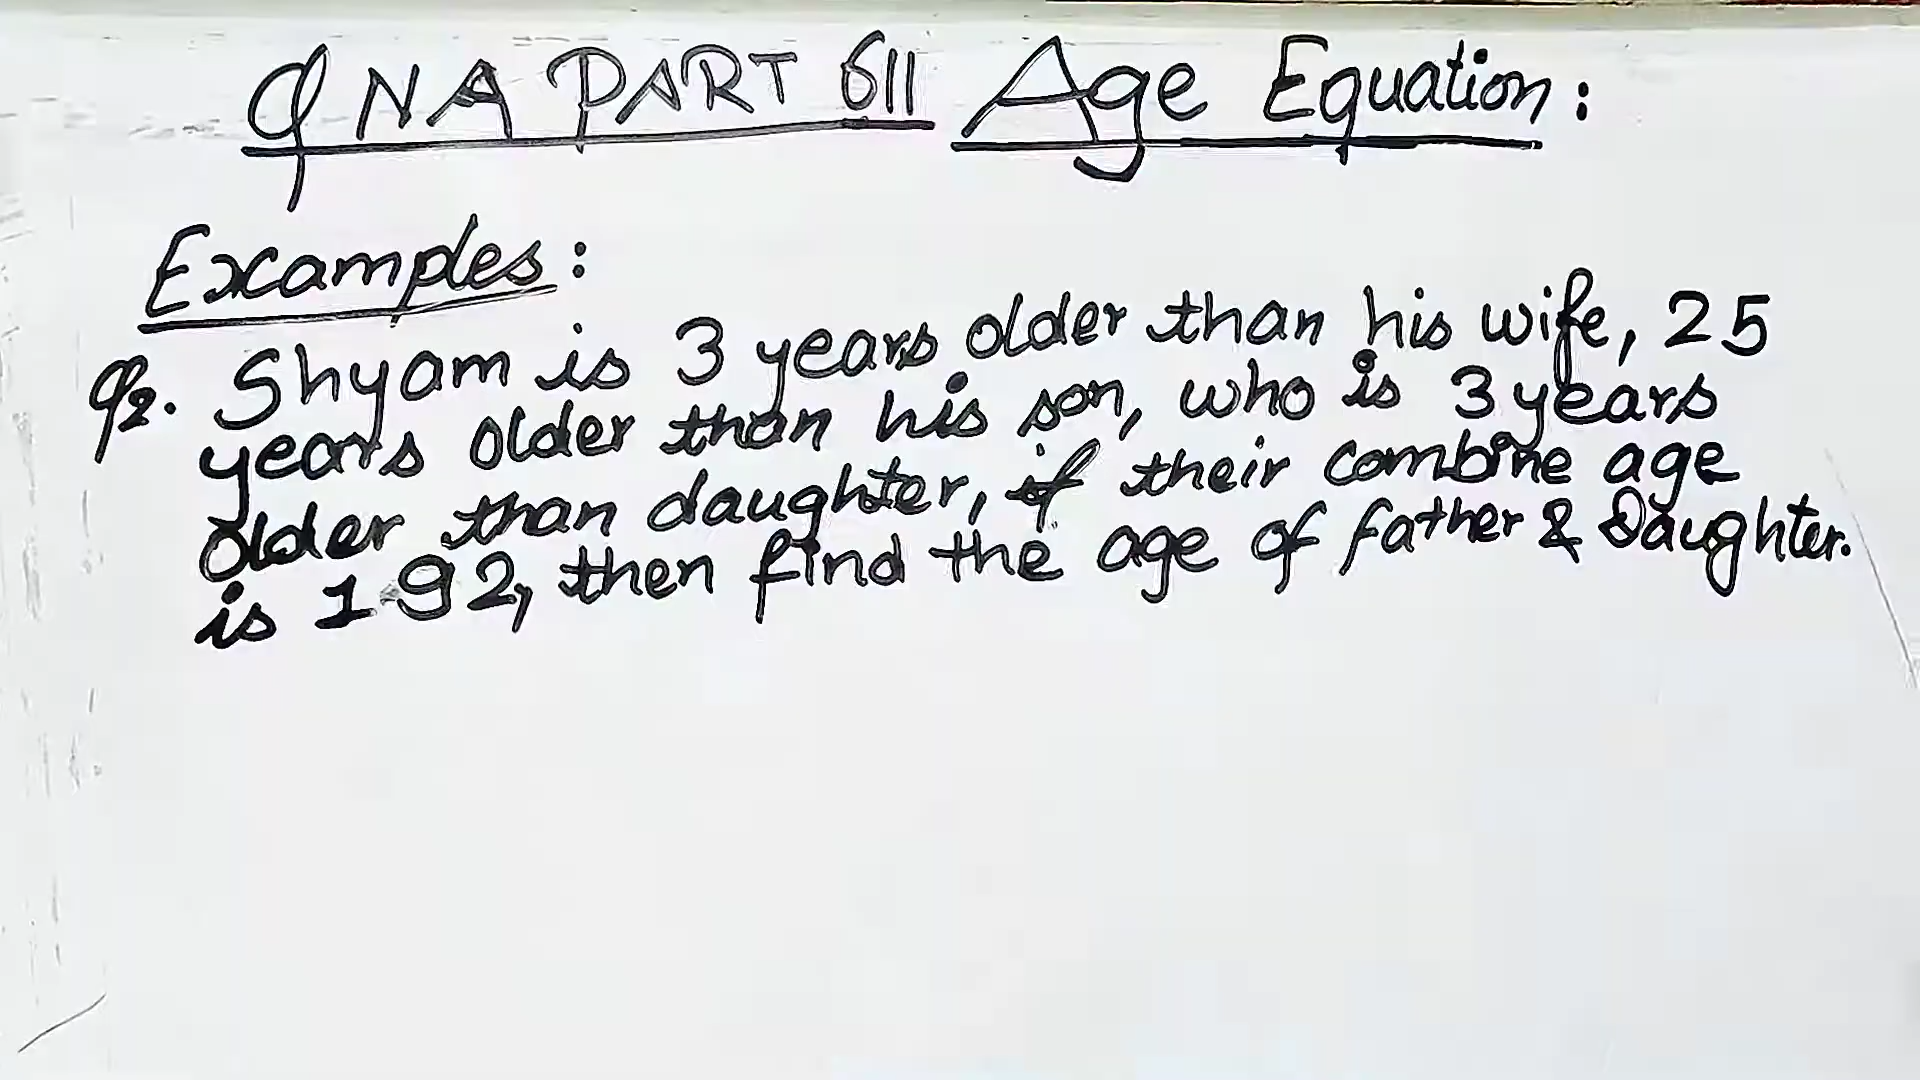 QNA PART 611 Age Equation:
Examples:
Q2. Shyam is 3 years older than his wife, 25
years older than his son, who is 3 years
older than daughter, if their combine age
is 192, then find the age of father & Daughter.